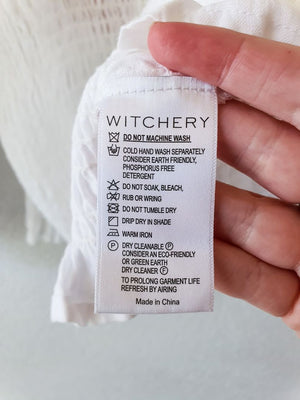 WITCHERY
DO NOT MACHINE WASH
COLD HAND WASH SEPARATELY
CONSIDER EARTH FRIENDLY,
PHOSPHORUS FREE
DETERGENT
DO NOT SOAK, BLEACH,
RUB OR WRING
DO NOT TUMBLE DRY
DRIP DRY IN SHADE
WARM IRON
P DRY CLEANABLE P
CONSIDER AN ECO-FRIENDLY
OR GREEN EARTH
DRY CLEANER F
TO PROLONG GARMENT LIFE
REFRESH BY AIRING
Made in China